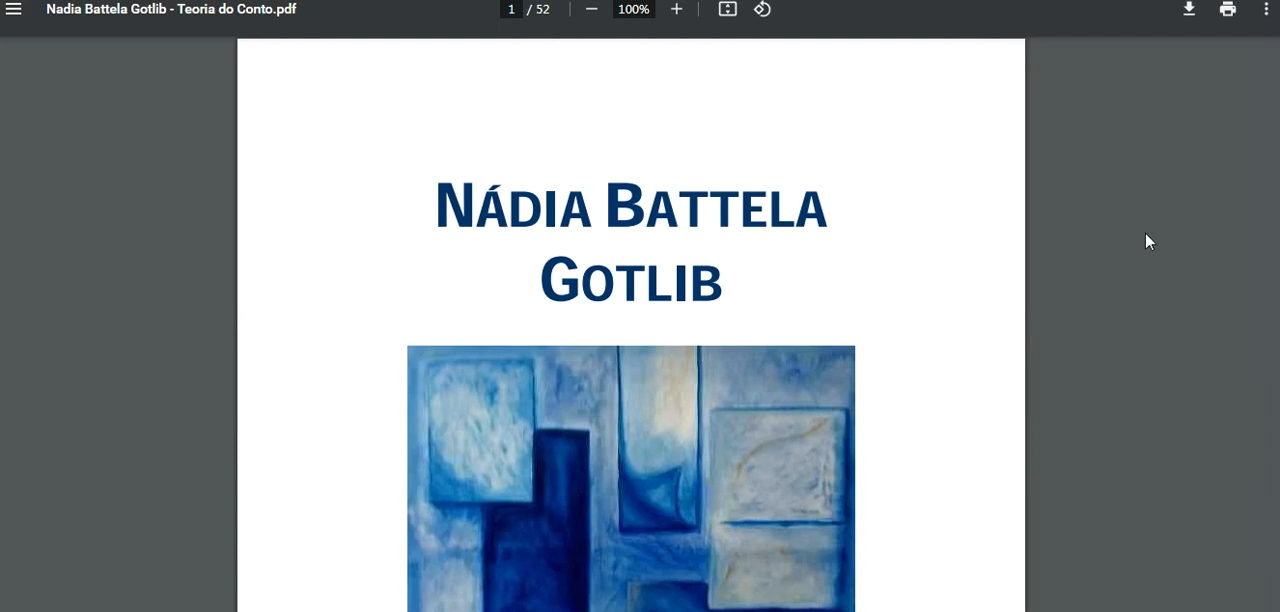 Nadia Battela Gotlib - Teoria do Conto.pdf
1 / 52
100%
NÁDIA BATTELA
GOTLIB